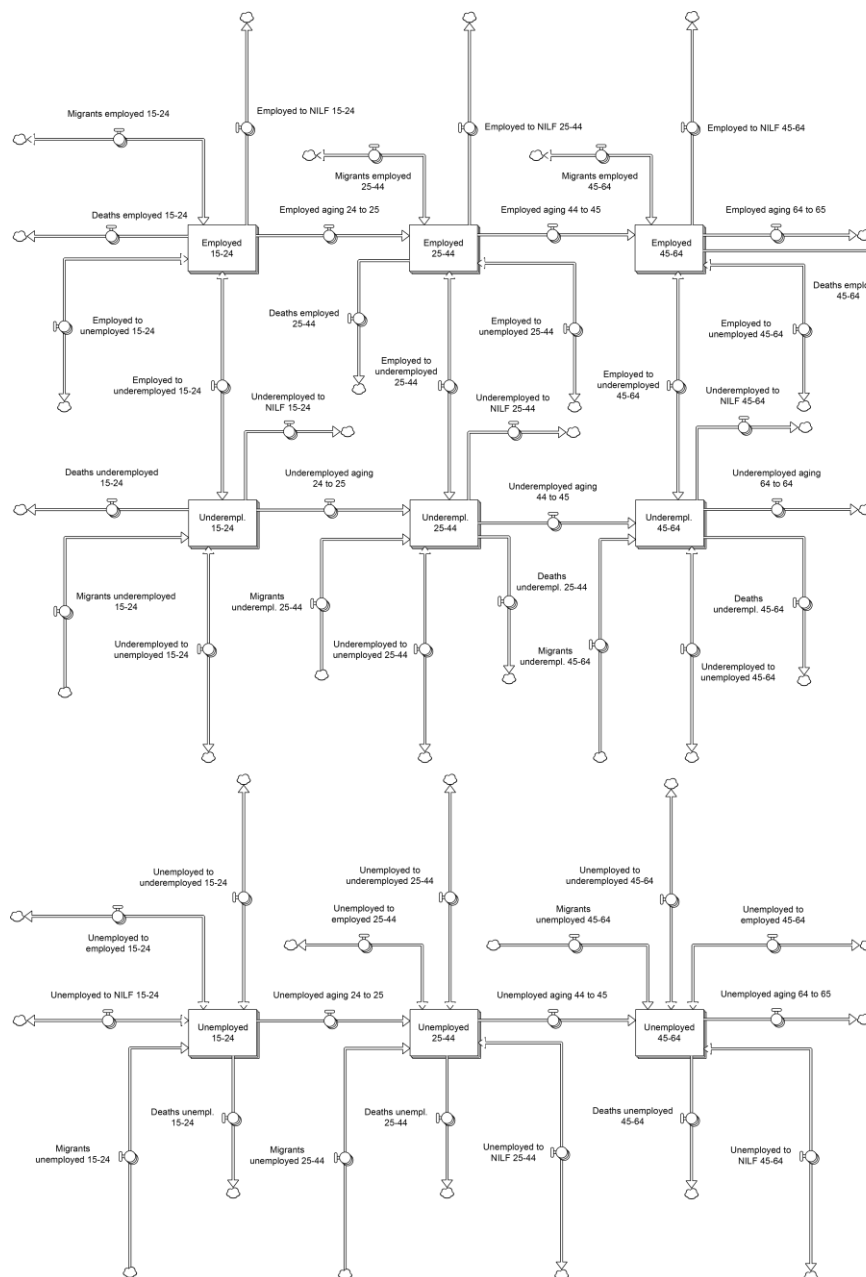 Migrants employed 15-24
Employed to NILF 15-24
Employed to NILF 25-44
Employed to NILF 45-64
Migrants employed
25-44
Migrants employed
45-64
Deaths employed 15-24
Employed
15-24
Employed aging 24 to 25
Employed
25-44
Employed aging 44 to 45
Employed
45-64
Employed aging 64 to 65
Deaths emplo
45-64
Employed to
unemployed 15-24
Deaths employed
25-44
Employed to
unemployed 25-44
Employed to
unemployed 45-64
Employed to
underemployed 15-24
Employed to
underemployed
25-44
Employed to
underemployed
45-64
Underemployed to
NILF 15-24
Underemployed to
NILF 25-44
Underemployed to
NILF 45-64
Deaths underemployed
15-24
Underempl.
15-24
Underemployed aging
24 to 25
Underempl.
25-44
Underemployed aging
44 to 45
Underempl.
45-64
Underemployed aging
64 to 64
Migrants underemployed
15-24
Migrants
underempl. 25-44
Deaths
underempl. 25-44
Deaths
underempl. 45-64
Underemployed to
unemployed 15-24
Underemployed to
unemployed 25-44
Migrants
underempl. 45-64
Underemployed to
unemployed 45-64
Unemployed to
underemployed 15-24
Unemployed to
underemployed 25-44
Unemployed to
underemployed 45-64
Unemployed to
employed 15-24
Unemployed to
employed 25-44
Migrants
unemployed 45-64
Unemployed to
employed 45-64
Unemployed to NILF 15-24
Unemployed
15-24
Unemployed aging 24 to 25
Unemployed
25-44
Unemployed aging 44 to 45
Unemployed
45-64
Unemployed aging 64 to 65
Deaths unempl.
15-24
Deaths unempl.
25-44
Deaths unemployed
45-64
Migrants
unemployed 15-24
Migrants
unemployed 25-44
Unemployed to
NILF 25-44
Unemployed to
NILF 45-64